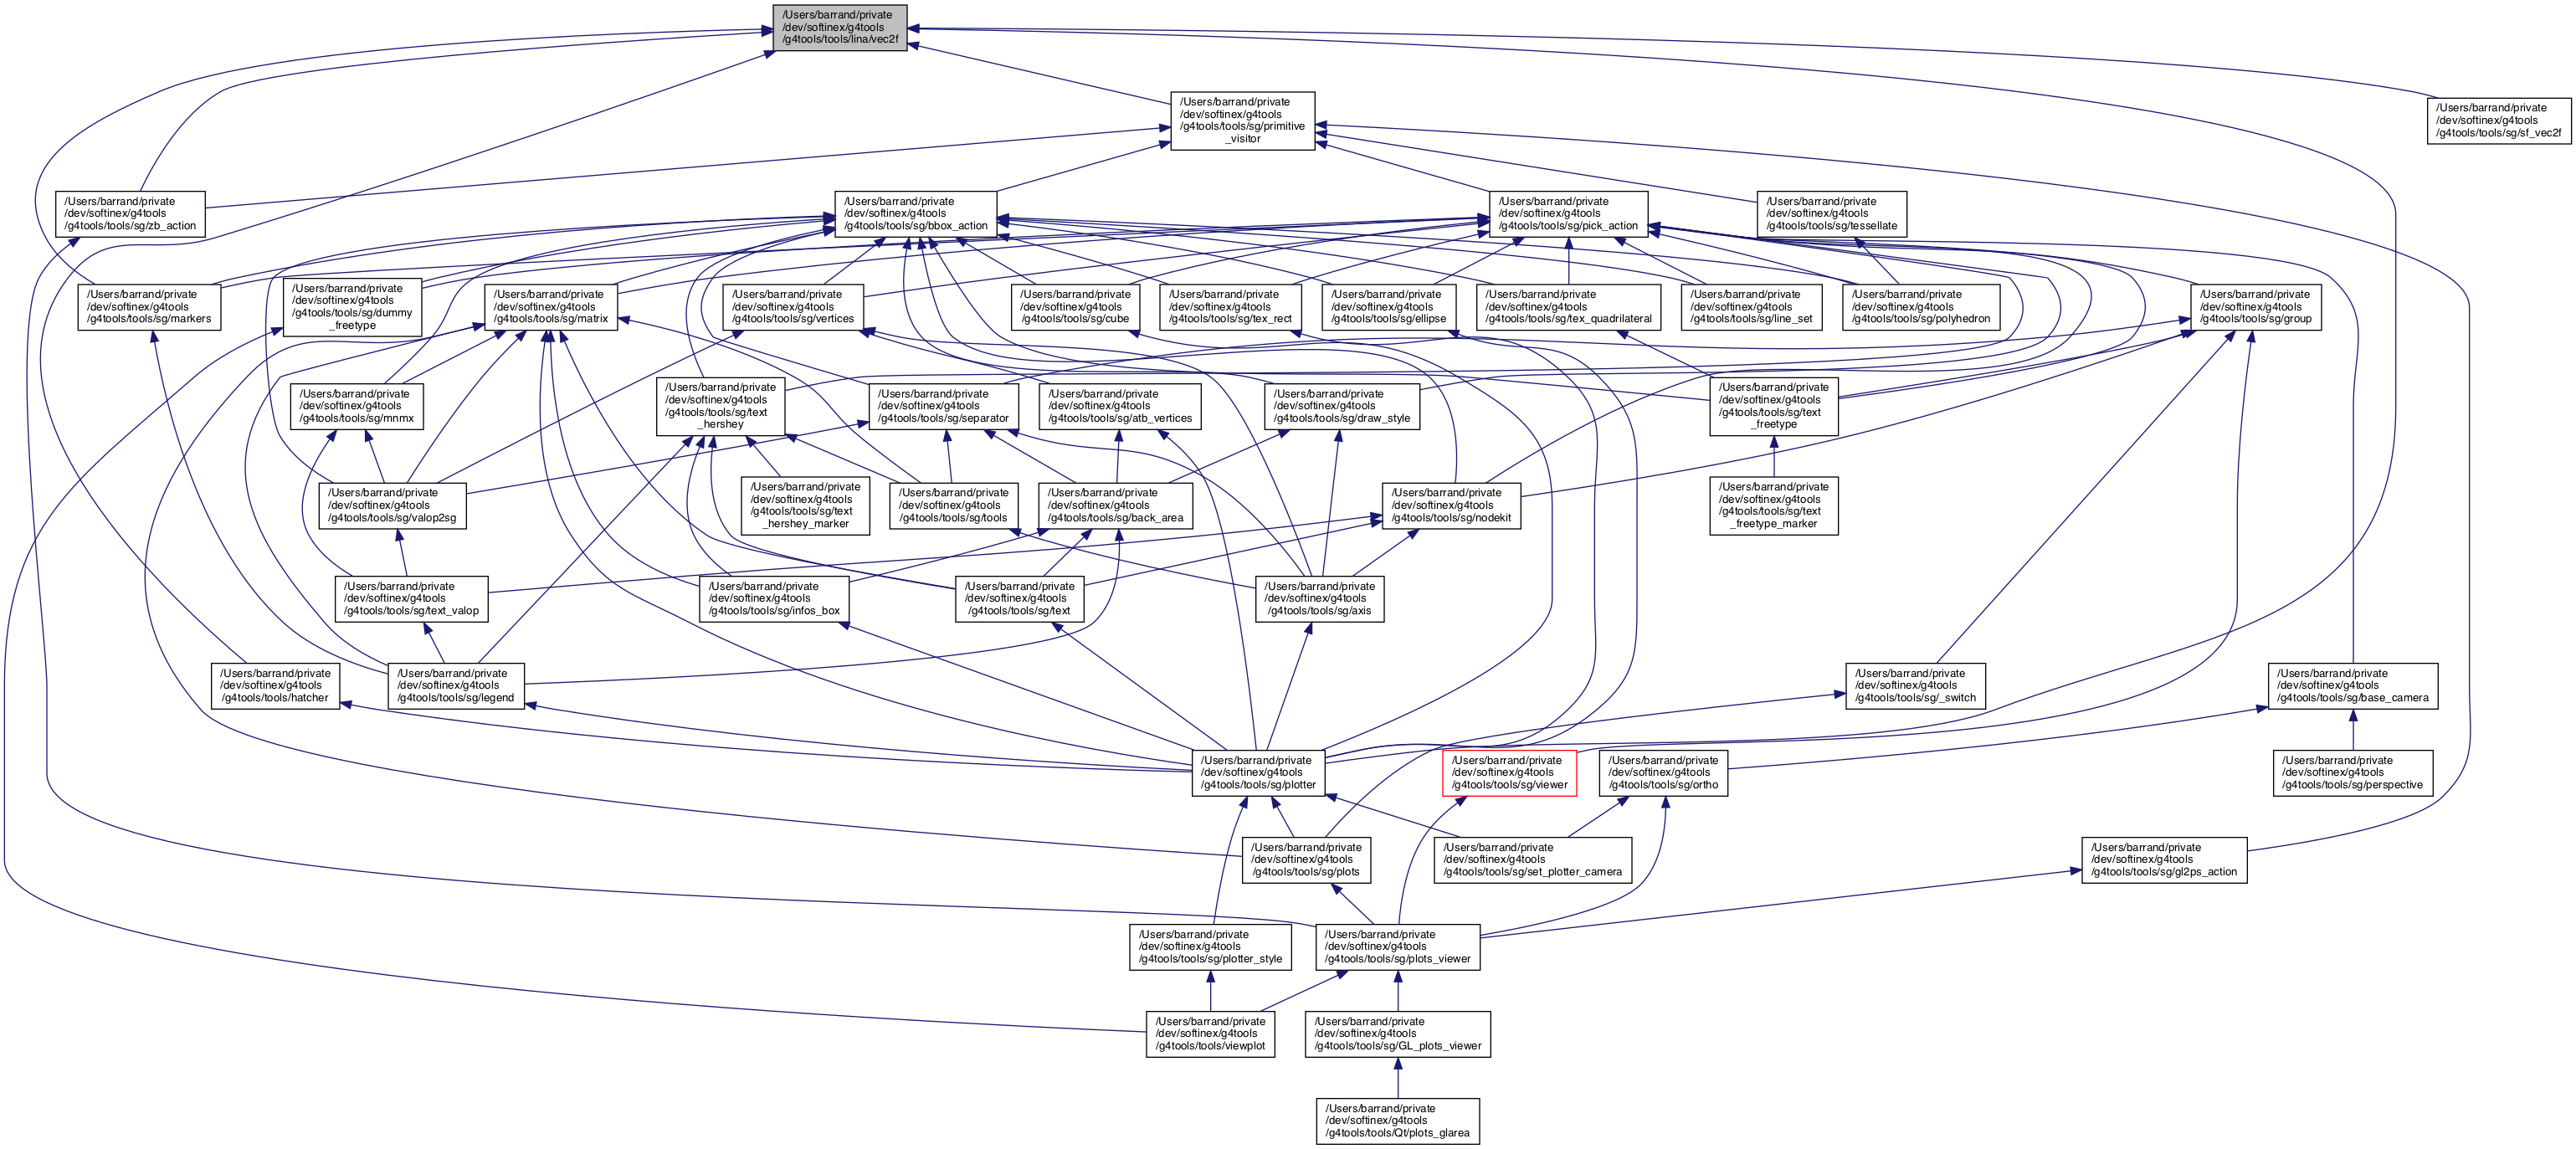 /Users/barrand/private
/dev/softinex/g4tools
/g4tools/tools/lina/vec2f
/Users/barrand/private
/dev/softinex/g4tools
/g4tools/tools/sg/primitive
_visitor
/Users/barrand/private
/dev/softinex/g4tools
/g4tools/tools/sg/sf_vec2f
/Users/barrand/private
/dev/softinex/g4tools
/g4tools/tools/sg/zb_action
/Users/barrand/private
/dev/softinex/g4tools
/g4tools/tools/sg/bbox_action
/Users/barrand/private
/dev/softinex/g4tools
/g4tools/tools/sg/pick_action
/Users/barrand/private
/dev/softinex/g4tools
/g4tools/tools/sg/tessellate
/Users/barrand/private
/dev/softinex/g4tools
/g4tools/tools/sg/markers
/Users/barrand/private
/dev/softinex/g4tools
/g4tools/tools/sg/dummy
_freetype
/Users/barrand/private
/dev/softinex/g4tools
/g4tools/tools/sg/matrix
/Users/barrand/private
/dev/softinex/g4tools
/g4tools/tools/sg/vertices
/Users/barrand/private
/dev/softinex/g4tools
/g4tools/tools/sg/cube
/Users/barrand/private
/dev/softinex/g4tools
/g4tools/tools/sg/tex_rect
/Users/barrand/private
/dev/softinex/g4tools
/g4tools/tools/sg/ellipse
/Users/barrand/private
/dev/softinex/g4tools
/g4tools/tools/sg/tex_quadrilateral
/Users/barrand/private
/dev/softinex/g4tools
/g4tools/tools/sg/line_set
/Users/barrand/private
/dev/softinex/g4tools
/g4tools/tools/sg/polyhedron
/Users/barrand/private
/dev/softinex/g4tools
/g4tools/tools/sg/group
/Users/barrand/private
/dev/softinex/g4tools
/g4tools/tools/sg/mnmx
/Users/barrand/private
/dev/softinex/g4tools
/g4tools/tools/sg/text
_hershey
/Users/barrand/private
/dev/softinex/g4tools
/g4tools/tools/sg/separator
/Users/barrand/private
/dev/softinex/g4tools
/g4tools/tools/sg/atb_vertices
/Users/barrand/private
/dev/softinex/g4tools
/g4tools/tools/sg/draw_style
/Users/barrand/private
/dev/softinex/g4tools
/g4tools/tools/sg/text
_freetype
/Users/barrand/private
/dev/softinex/g4tools
/g4tools/tools/sg/valop2sg
/Users/barrand/private
/dev/softinex/g4tools
/g4tools/tools/sg/text
_hershey_marker
/Users/barrand/private
/dev/softinex/g4tools
/g4tools/tools/sg/tools
/Users/barrand/private
/dev/softinex/g4tools
/g4tools/tools/sg/back_area
/Users/barrand/private
/dev/softinex/g4tools
/g4tools/tools/sg/nodekit
/Users/barrand/private
/dev/softinex/g4tools
/g4tools/tools/sg/text
_freetype_marker
/Users/barrand/private
/dev/softinex/g4tools
/g4tools/tools/sg/text_valop
/Users/barrand/private
/dev/softinex/g4tools
/g4tools/tools/sg/infos_box
/Users/barrand/private
/dev/softinex/g4tools
/g4tools/tools/sg/text
/Users/barrand/private
/dev/softinex/g4tools
/g4tools/tools/sg/axis
/Users/barrand/private
/dev/softinex/g4tools
/g4tools/tools/hatcher
/Users/barrand/private
/dev/softinex/g4tools
/g4tools/tools/sg/legend
/Users/barrand/private
/dev/softinex/g4tools
/g4tools/tools/sg/_switch
/Users/barrand/private
/dev/softinex/g4tools
/g4tools/tools/sg/base_camera
/Users/barrand/private
/dev/softinex/g4tools
/g4tools/tools/sg/plotter
/Users/barrand/private
/dev/softinex/g4tools
/g4tools/tools/sg/viewer
/Users/barrand/private
/dev/softinex/g4tools
/g4tools/tools/sg/ortho
/Users/barrand/private
/dev/softinex/g4tools
/g4tools/tools/sg/perspective
/Users/barrand/private
/dev/softinex/g4tools
/g4tools/tools/sg/plots
/Users/barrand/private
/dev/softinex/g4tools
/g4tools/tools/sg/set_plotter_camera
/Users/barrand/private
/dev/softinex/g4tools
/g4tools/tools/sg/gl2ps_action
/Users/barrand/private
/dev/softinex/g4tools
/g4tools/tools/sg/plotter_style
/Users/barrand/private
/dev/softinex/g4tools
/g4tools/tools/sg/plots_viewer
/Users/barrand/private
/dev/softinex/g4tools
/g4tools/tools/viewplot
/Users/barrand/private
/dev/softinex/g4tools
/g4tools/tools/sg/GL_plots_viewer
/Users/barrand/private
/dev/softinex/g4tools
/g4tools/tools/Qt/plots_glarea